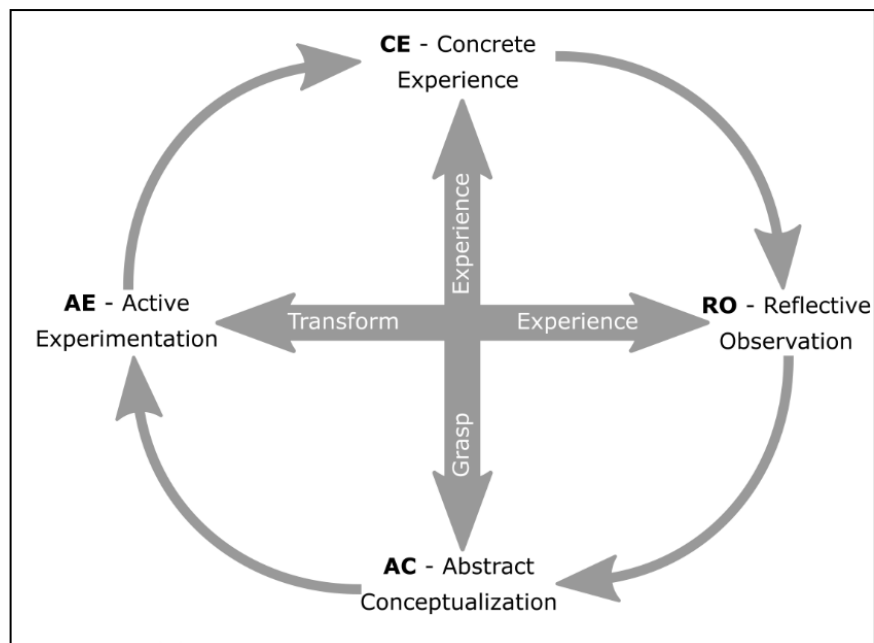 CE - Concrete
Experience
Experience
AE - Active
Experimentation
Transform
Experience
RO - Reflective
Observation
Grasp
AC - Abstract
Conceptualization